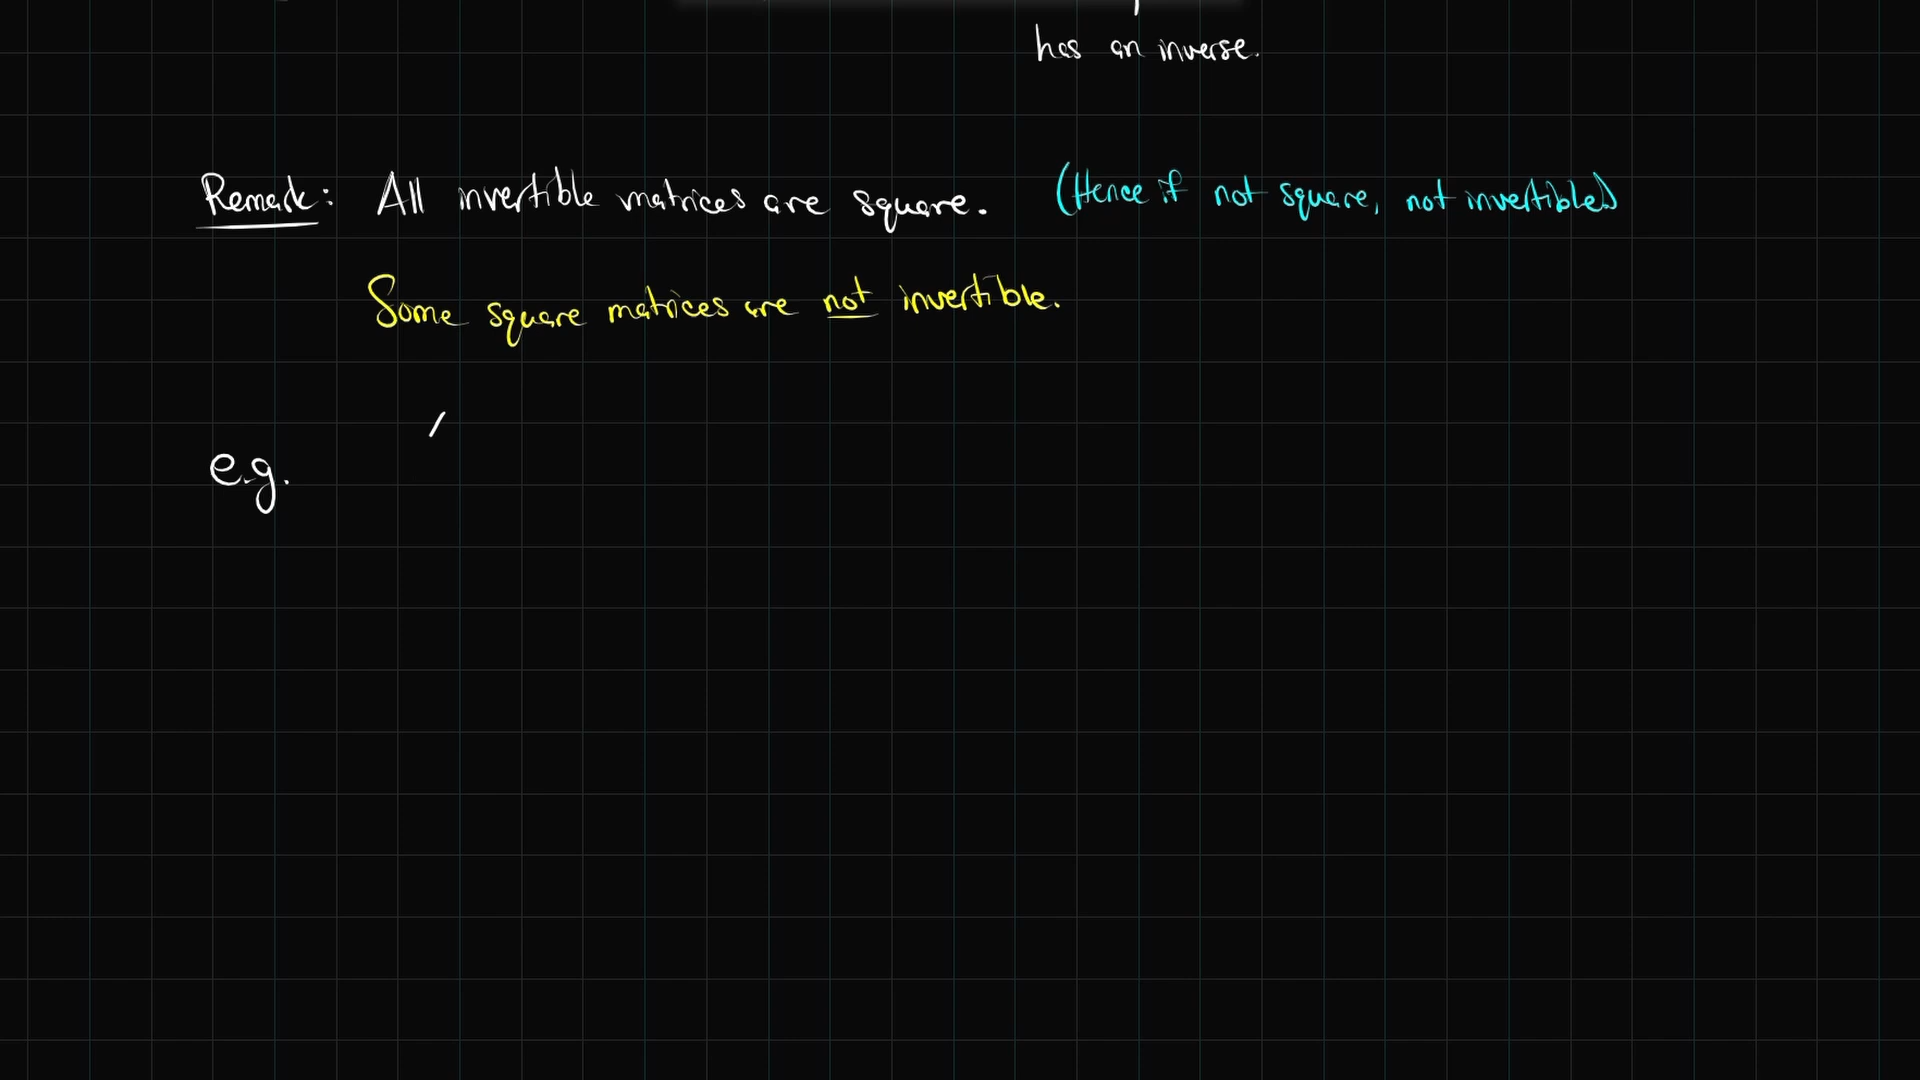 has an inverse.
Remark: All invertible matrices are square. (Hence if not square, not invertible)
Some square matrices are not invertible.
e.g.